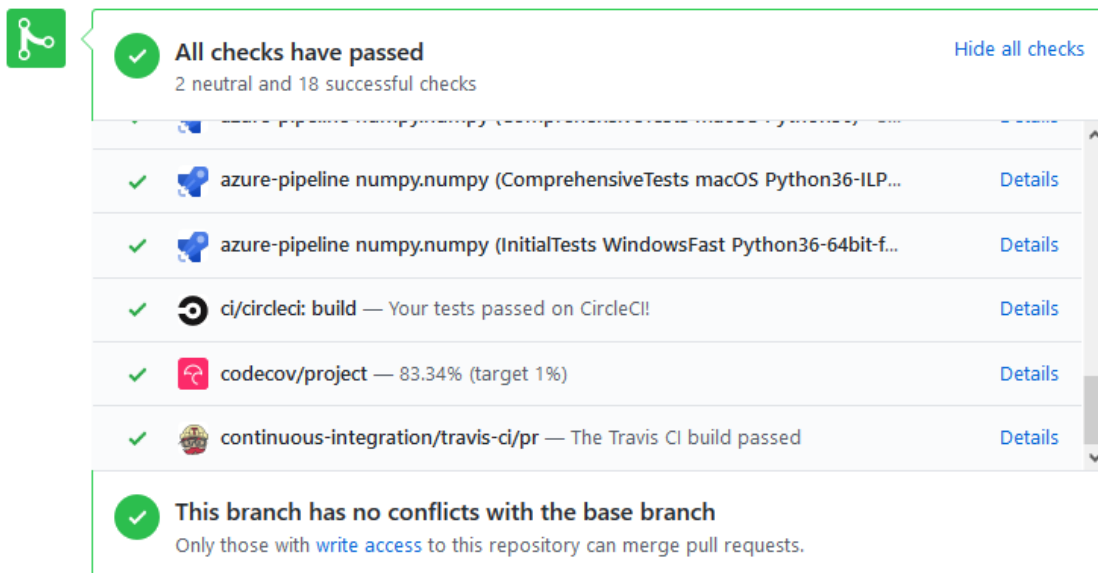 All checks have passed
Hide all checks
2 neutral and 18 successful checks
azure-pipeline numpy.numpy (ComprehensiveTests macOS Python36-ILP...
Details
azure-pipeline numpy.numpy (InitialTests WindowsFast Python36-64bit-f...
Details
ci/circleci: build — Your tests passed on CircleCI!
Details
codecov/project — 83.34% (target 1%)
Details
continuous-integration/travis-ci/pr — The Travis CI build passed
Details
This branch has no conflicts with the base branch
Only those with write access to this repository can merge pull requests.